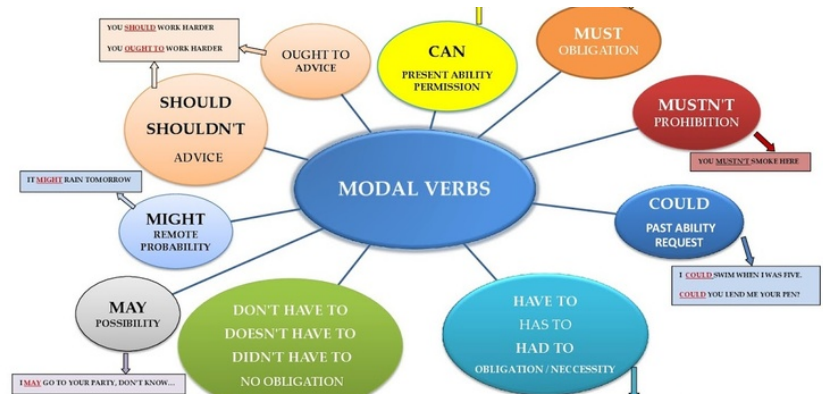 YOU SHOULD WORK HARDER
YOU OUGHT TO WORK HARDER
OUGHT TO
ADVICE
CAN
PRESENT ABILITY
PERMISSION
MUST
OBLIGATION
SHOULD
SHOULDN'T
ADVICE
MUSTN'T
PROHIBITION
YOU MUSTN'T SMOKE HERE
MODAL VERBS
IT MIGHT RAIN TOMORROW
MIGHT
REMOTE
PROBABILITY
COULD
PAST ABILITY
REQUEST
I COULD SWIM WHEN I WAS FIVE.
COULD YOU LEND ME YOUR PEN?
MAY
POSSIBILITY
I MAY GO TO YOUR PARTY, DON'T KNOW...
DON'T HAVE TO
DOESN'T HAVE TO
DIDN'T HAVE TO
NO OBLIGATION
HAVE TO
HAS TO
HAD TO
OBLIGATION / NECCESSITY